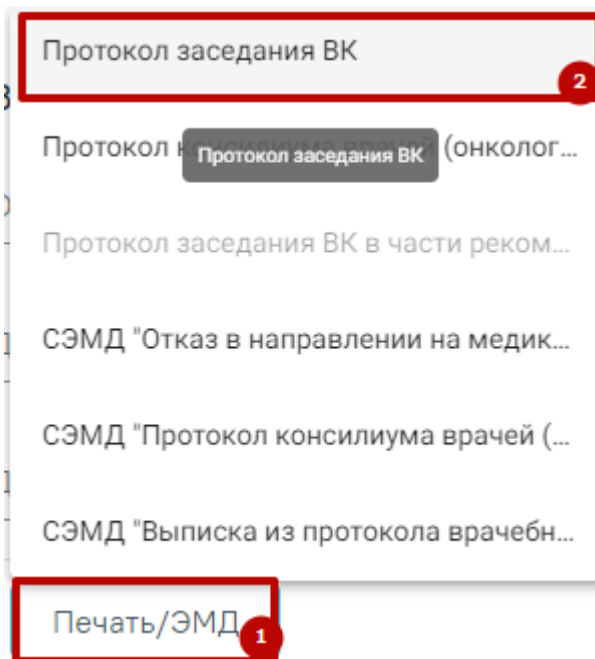 Протокол заседания ВК
2
Протокол (онколог...
Протокол заседания ВК
Протокол заседания ВК в части реком...
СЭМД "Отказ в направлении на медик...
СЭМД "Протокол консилиума врачей (...
СЭМД "Выписка из протокола врачебн...
Печать/ЭМД
1